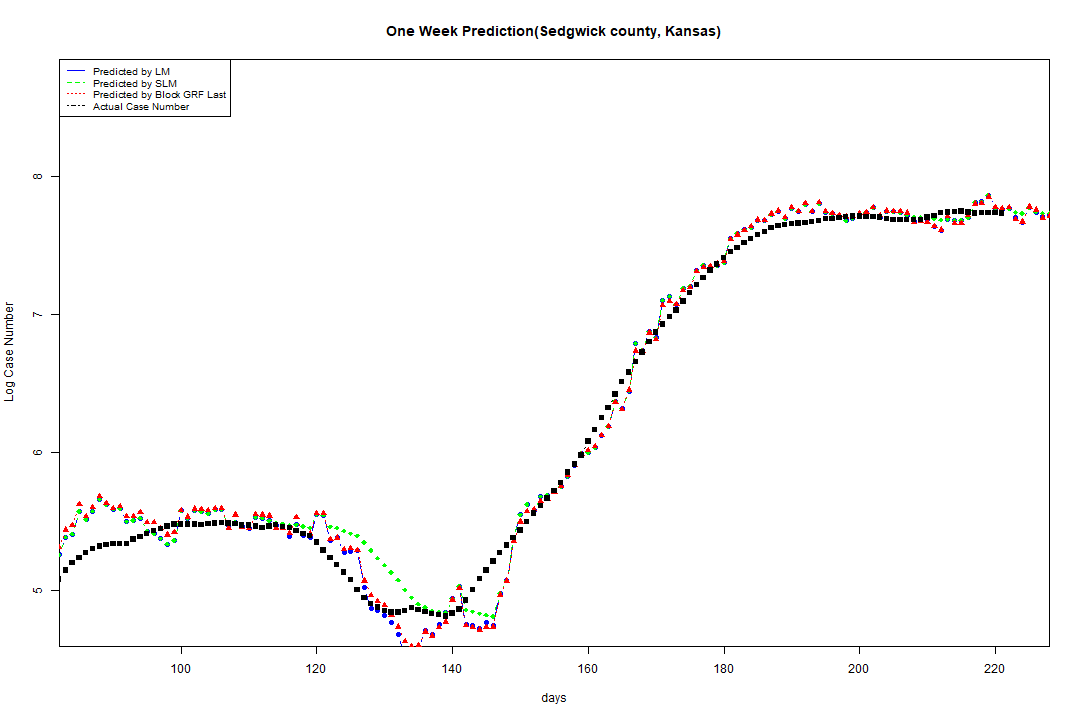 One Week Prediction(Sedgwick county, Kansas)
Predicted by LM
Predicted by SLM
Predicted by Block GRF Last
Actual Case Number
8
7
6
5
Log Case Number
100 120 140 160 180 200 220
days